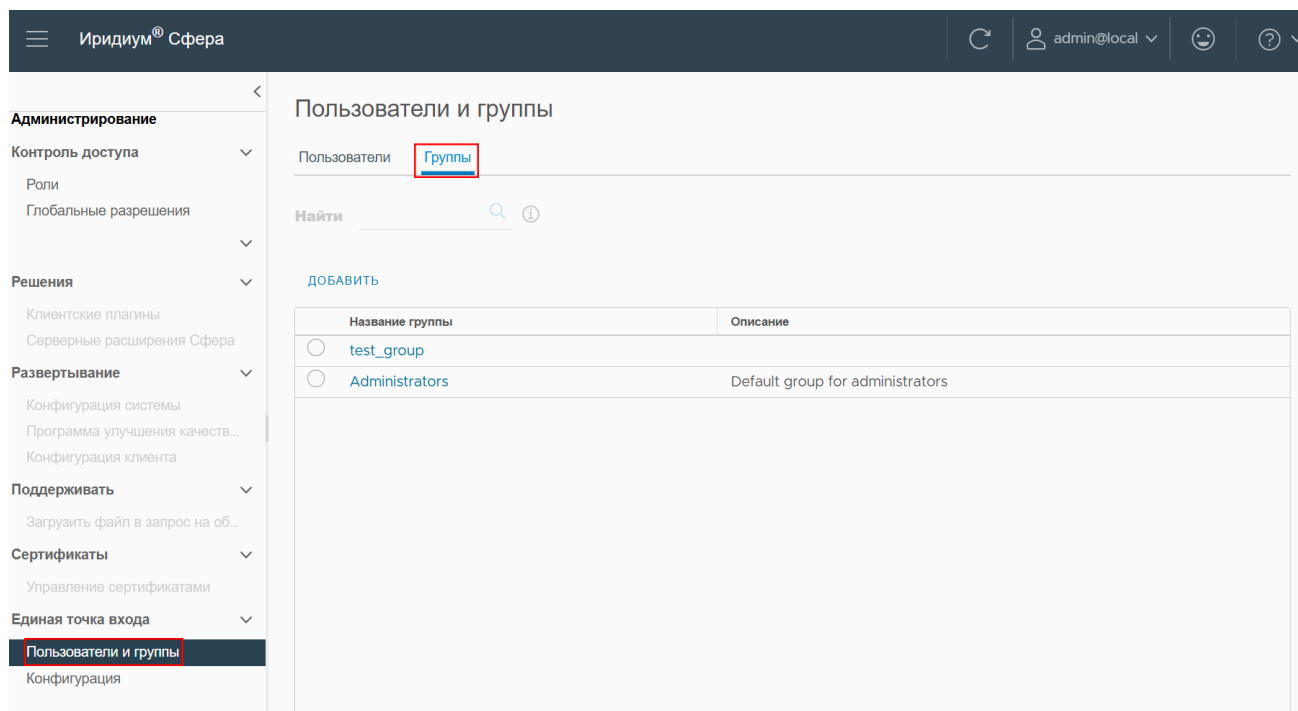 Иридиум® Сфера
admin@local
Администрирование
Контроль доступа
Роли
Глобальные разрешения
Решения
Клиентские плагины
Серверные расширения Сфера
Развертывание
Конфигурация системы
Программа улучшения качеств...
Конфигурация клиента
Поддерживать
Загрузить файл в запрос на об...
Сертификаты
Управление сертификатами
Единая точка входа
Пользователи и группы
Конфигурация
Пользователи и группы
Пользователи Группы
Найти
ДОБАВИТЬ
Название группы Описание
test_group
Administrators Default group for administrators